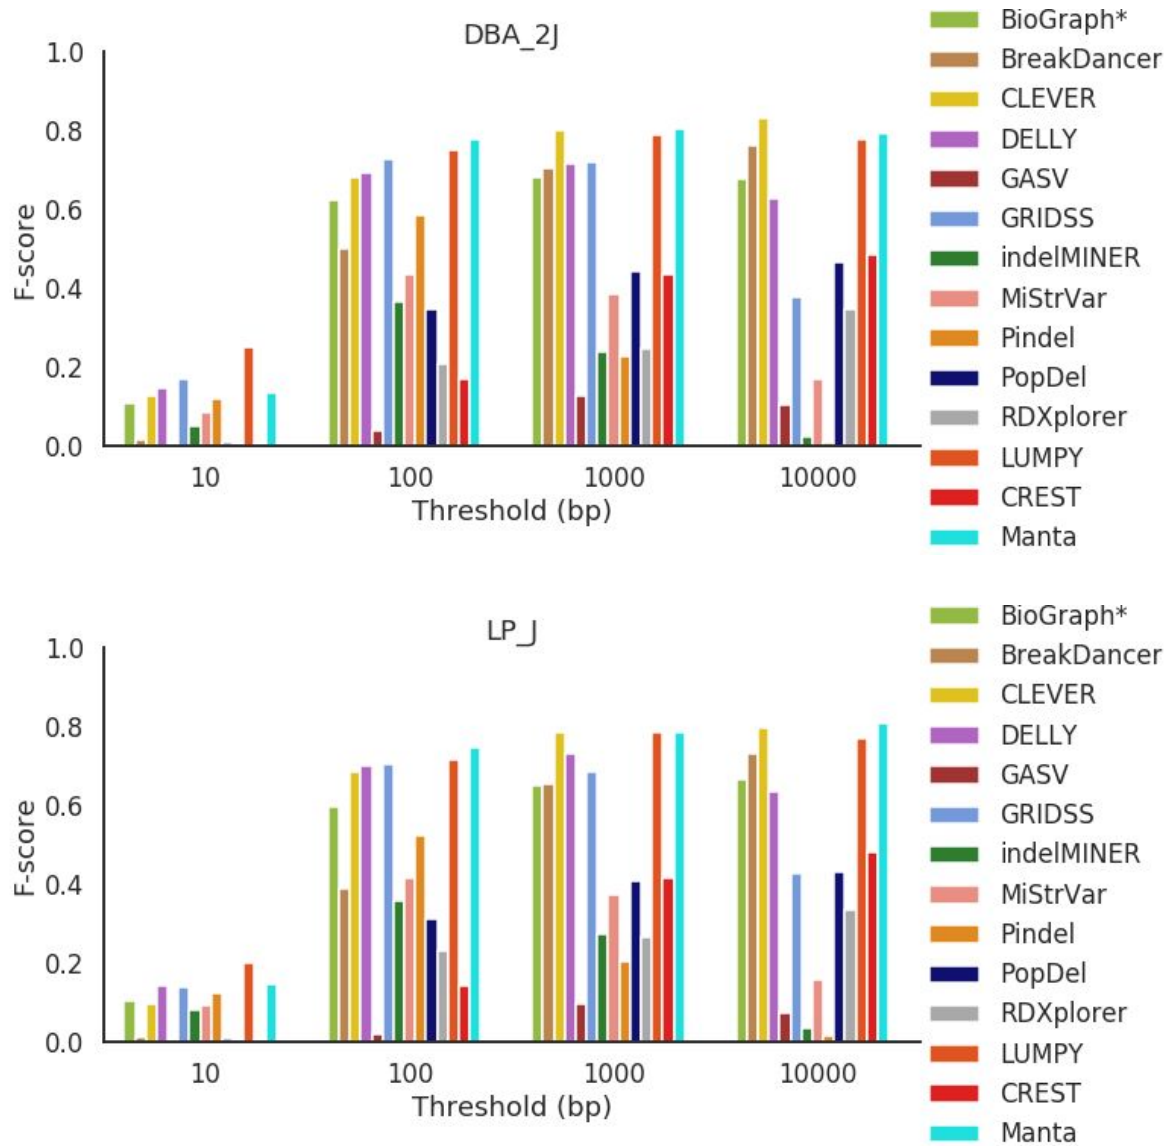 DBA_2J
1.0
0.8
0.6
0.4
0.2
0.0
F-score
10 100 1000 10000
Threshold (bp)
BioGraph*
BreakDancer
CLEVER
DELLY
GASV
GRIDSS
indelMINER
MiStrVar
Pindel
PopDel
RDXplorer
LUMPY
CREST
Manta
LP_J
1.0
0.8
0.6
0.4
0.2
0.0
F-score
10 100 1000 10000
Threshold (bp)
BioGraph*
BreakDancer
CLEVER
DELLY
GASV
GRIDSS
indelMINER
MiStrVar
Pindel
PopDel
RDXplorer
LUMPY
CREST
Manta